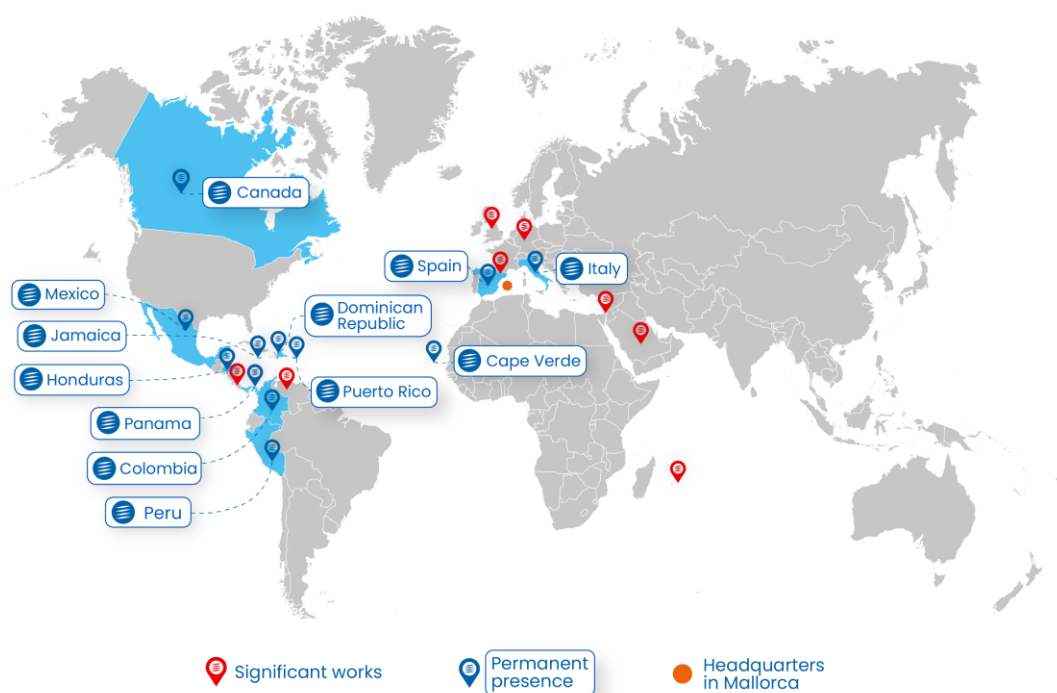 Canada
Spain
Italy
Mexico
Dominican
Republic
Jamaica
Cape Verde
Honduras
Puerto Rico
Panama
Colombia
Peru
Significant works
Permanent
presence
Headquarters
in Mallorca